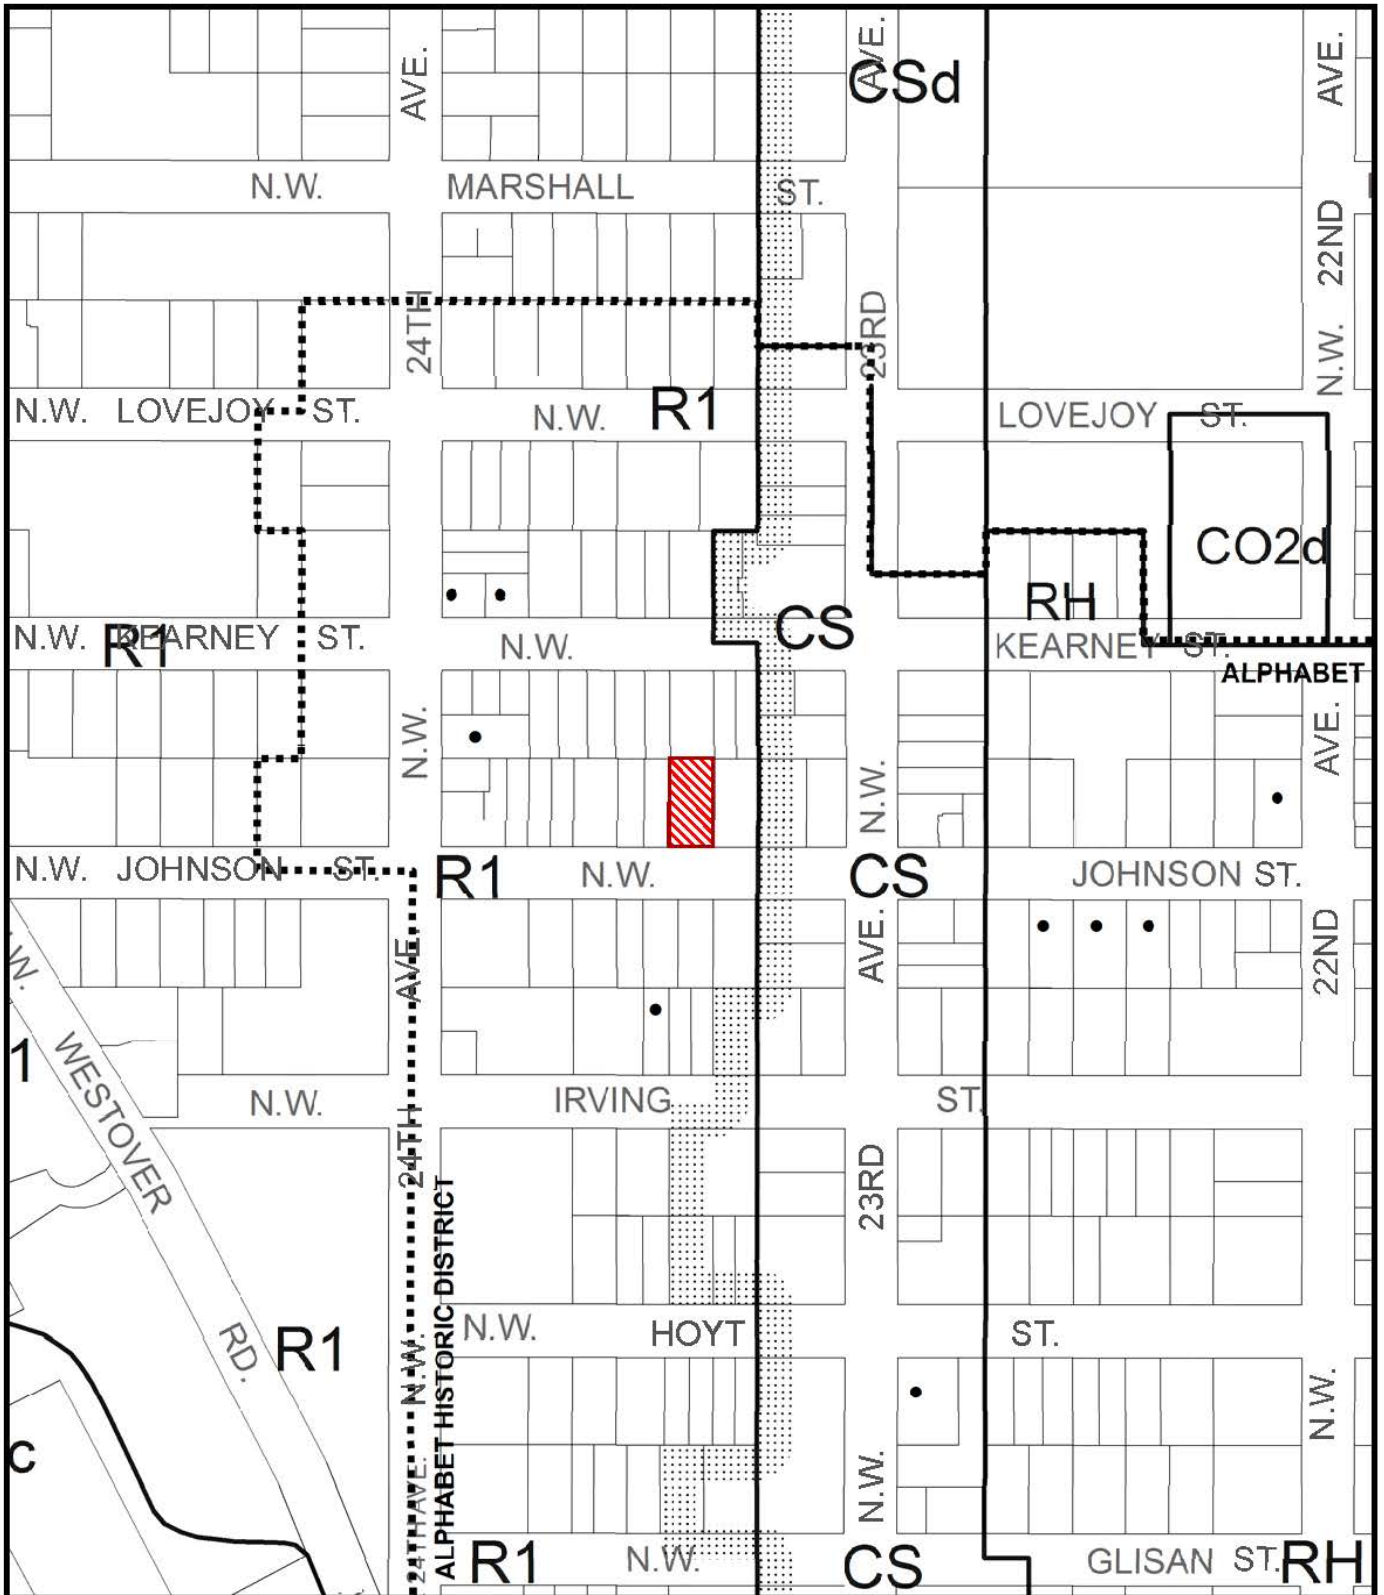 AVE.
AVE.
AVE.
CSd
N.W. MARSHALL ST.
22ND
24TH
23RD
N.W.
R1
N.W. LOVEJOY ST.
N.W.
LOVEJOY ST.
CO2d
RH
CS
N.W. KEARNEY ST.
R1
N.W.
KEARNEY ST.
ALPHABET
N.W.
N.W.
AVE.
N.W. JOHNSON ST.
R1
N.W.
CS
JOHNSON ST.
AVE.
AVE.
22ND
W.
1
WESTOVER
RD.
N.W.
IRVING
ST.
24TH
23RD
ALPHABET HISTORIC DISTRICT
R1
N.W.
N.W.
HOYT
ST.
N.W.
N.W.
c
24TH AVE.
R1
N.W.
CS
GLISAN ST.
RH